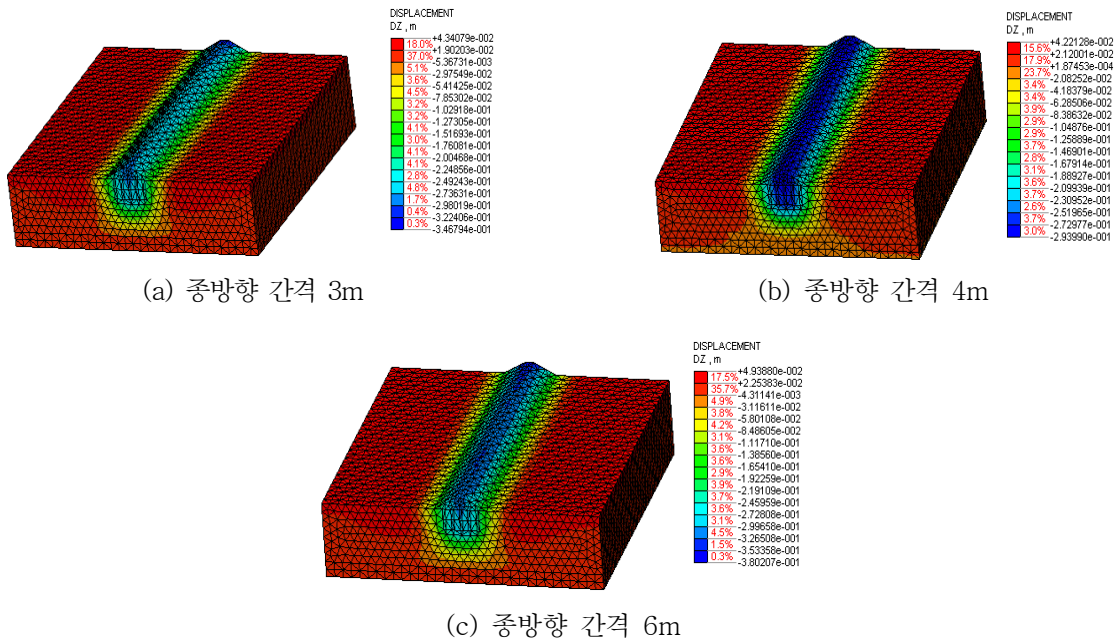 DISPLACEMENT
DZ , m
+4.34079e-002
18.0%
+1.90203e-002
37.0%
-5.36731e-003
5.1%
-2.97549e-002
3.6%
-5.41425e-002
4.5%
-7.85302e-002
3.2%
-1.02918e-001
3.2%
-1.27305e-001
4.1%
-1.51693e-001
3.0%
-1.76081e-001
4.1%
-2.00468e-001
4.1%
-2.24856e-001
2.8%
-2.49243e-001
4.8%
-2.73631e-001
1.7%
-2.98019e-001
0.4%
-3.22406e-001
0.3%
-3.46794e-001
(a) 종방향 간격 3m
DISPLACEMENT
DZ , m
+4.22128e-002
15.6%
+2.12001e-002
17.9%
+1.87453e-004
23.7%
-2.08252e-002
3.4%
-4.18379e-002
3.4%
-6.28506e-002
3.9%
-8.38632e-002
2.9%
-1.04876e-001
2.9%
-1.25889e-001
3.7%
-1.46901e-001
2.8%
-1.67914e-001
3.1%
-1.88927e-001
3.6%
-2.09939e-001
3.7%
-2.30952e-001
2.6%
-2.51965e-001
3.7%
-2.72977e-001
3.0%
-2.93990e-001
(b) 종방향 간격 4m
DISPLACEMENT
DZ , m
+4.93880e-002
17.5%
+2.25383e-002
35.7%
-4.31141e-003
4.9%
-3.11611e-002
3.8%
-5.80108e-002
4.2%
-8.48605e-002
3.1%
-1.11710e-001
3.6%
-1.38560e-001
3.6%
-1.65410e-001
2.9%
-1.92259e-001
3.9%
-2.19109e-001
3.7%
-2.45959e-001
3.6%
-2.72808e-001
3.1%
-2.99658e-001
4.5%
-3.26508e-001
1.5%
-3.53358e-001
0.3%
-3.80207e-001
(c) 종방향 간격 6m